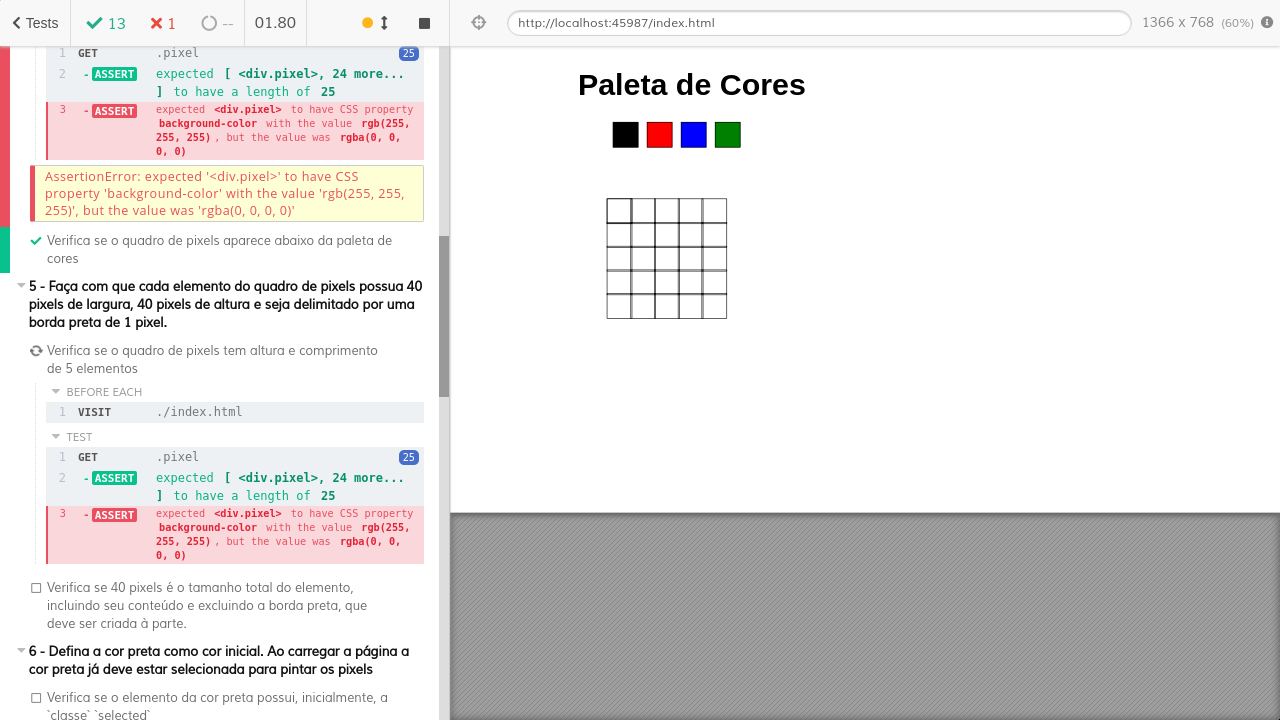 Tests 13 1 -- 01.80 http://localhost:45987/index.html 1366 x 768 (60%)
1 GET .pixel 25
2 - ASSERT expected [ <div.pixel>, 24 more...
] to have a length of 25
3 - ASSERT expected <div.pixel> to have CSS property
background-color with the value rgb(255,
255, 255) , but the value was rgba(0, 0,
0, 0)
AssertionError: expected '<div.pixel>' to have CSS
property 'background-color' with the value 'rgb(255, 255,
255)', but the value was 'rgba(0, 0, 0, 0)'
Verifica se o quadro de pixels aparece abaixo da paleta de
cores
5 - Faça com que cada elemento do quadro de pixels possua 40
pixels de largura, 40 pixels de altura e seja delimitado por uma
borda preta de 1 pixel.
Verifica se o quadro de pixels tem altura e comprimento
de 5 elementos
BEFORE EACH
1 VISIT ./index.html
TEST
1 GET .pixel 25
2 - ASSERT expected [ <div.pixel>, 24 more...
] to have a length of 25
3 - ASSERT expected <div.pixel> to have CSS property
background-color with the value rgb(255,
255, 255) , but the value was rgba(0, 0,
0, 0)
Verifica se 40 pixels é o tamanho total do elemento,
incluindo seu conteúdo e excluindo a borda preta, que
deve ser criada à parte.
6 - Defina a cor preta como cor inicial. Ao carregar a página a
cor preta já deve estar selecionada para pintar os pixels
Verifica se o elemento da cor preta possui, inicialmente, a
`classe` `selected`
Paleta de Cores